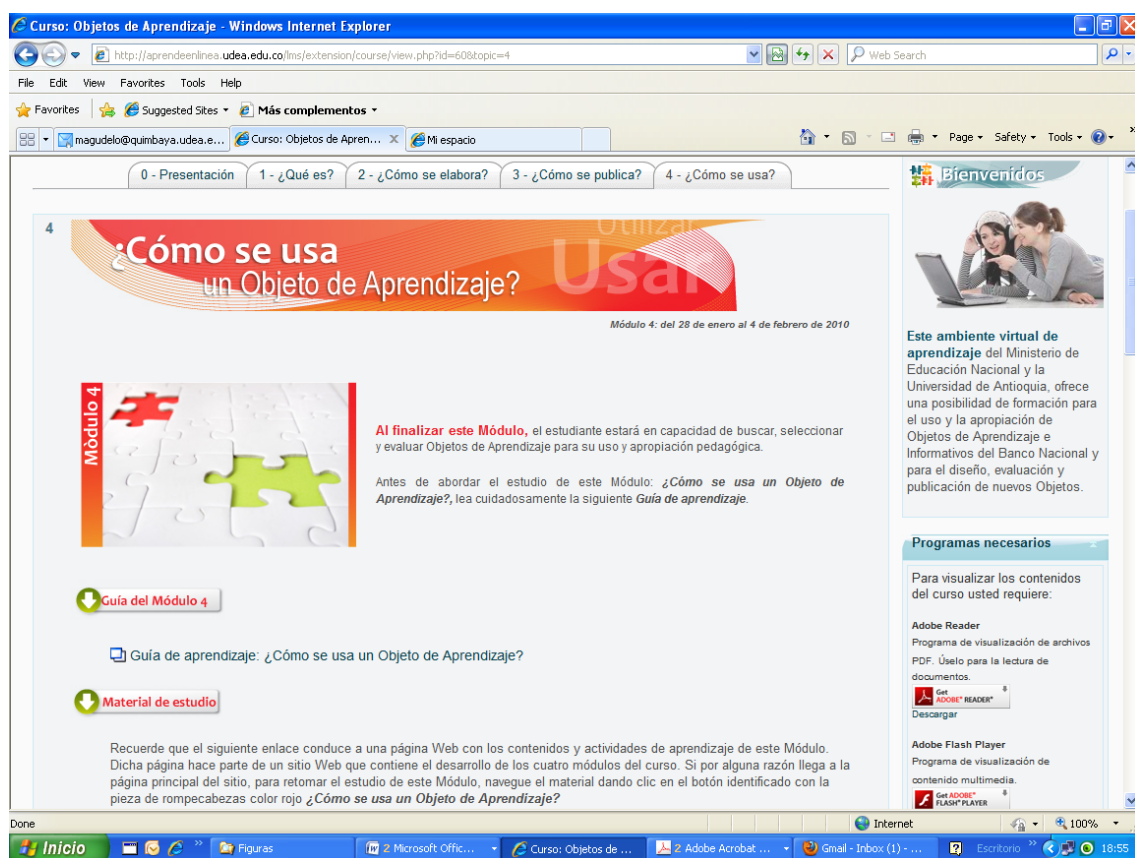 Curso: Objetos de Aprendizaje - Windows Internet Explorer
http://aprendeenlinea.udea.edu.co/lms/extension/course/view.php?id=60&topic=4
Web Search
File Edit View Favorites Tools Help
Favorites Suggested Sites Más complementos
magudelo@quimbaya.udea.e... Curso: Objetos de Apren... X Mi espacio
Page Safety Tools
0 - Presentación 1 - ¿Qué es? 2 - ¿Cómo se elabora? 3 - ¿Cómo se publica? 4 - ¿Cómo se usa?
4
¿Cómo se usa
un Objeto de Aprendizaje?
Utilizar
Usar
Módulo 4: del 28 de enero al 4 de febrero de 2010
Mòdulo 4
Al finalizar este Módulo, el estudiante estará en capacidad de buscar, seleccionar
y evaluar Objetos de Aprendizaje para su uso y apropiación pedagógica.
Antes de abordar el estudio de este Módulo: ¿Cómo se usa un Objeto de
Aprendizaje?, lea cuidadosamente la siguiente Guía de aprendizaje.
Guía del Módulo 4
Guía de aprendizaje: ¿Cómo se usa un Objeto de Aprendizaje?
Material de estudio
Recuerde que el siguiente enlace conduce a una página Web con los contenidos y actividades de aprendizaje de este Módulo.
Dicha página hace parte de un sitio Web que contiene el desarrollo de los cuatro módulos del curso. Si por alguna razón llega a la
página principal del sitio, para retomar el estudio de este Módulo, navegue el material dando clic en el botón identificado con la
pieza de rompecabezas color rojo ¿Cómo se usa un Objeto de Aprendizaje?
Bienvenidos
Este ambiente virtual de
aprendizaje del Ministerio de
Educación Nacional y la
Universidad de Antioquia, ofrece
una posibilidad de formación para
el uso y la apropiación de
Objetos de Aprendizaje e
Informativos del Banco Nacional y
para el diseño, evaluación y
publicación de nuevos Objetos.
Programas necesarios
Para visualizar los contenidos
del curso usted requiere:
Adobe Reader
Programa de visualización de archivos
PDF. Úselo para la lectura de
documentos.
Get
ADOBE® READER®
Descargar
Adobe Flash Player
Programa de visualización de
contenido multimedia.
Get ADOBE®
FLASH® PLAYER
Done Internet 100%
Inicio Figuras 2 Microsoft Offic... Curso: Objetos de ... 2 Adobe Acrobat ... Gmail - Inbox (1) - ... Escritorio 18:55